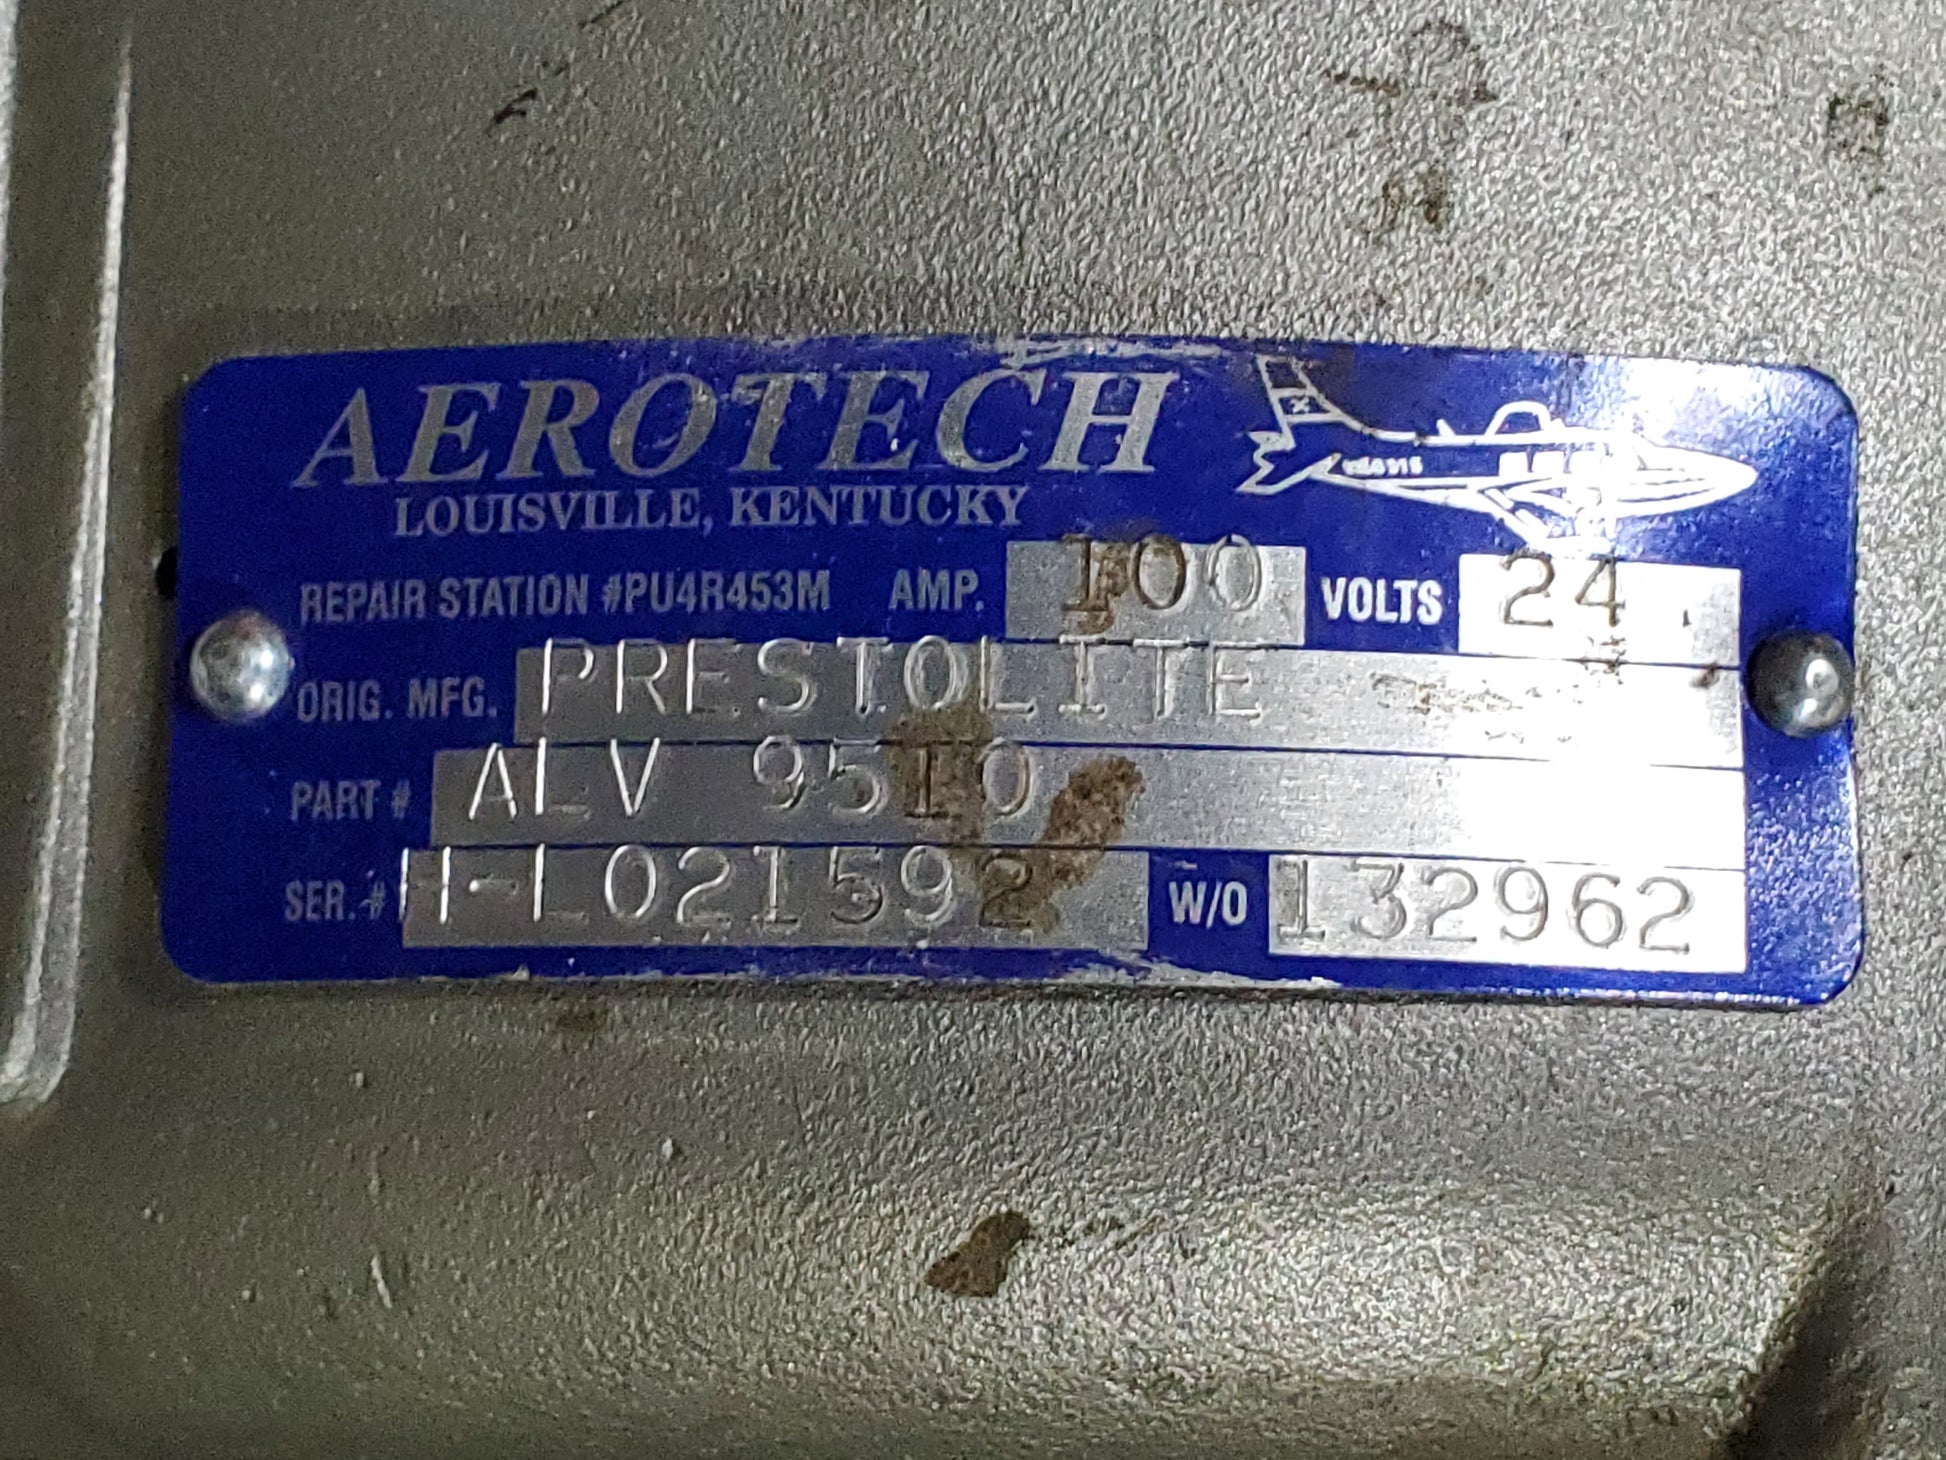 AEROTECH
LOUISVILLE, KENTUCKY
REPAIR STATION #PU4R453M AMP. 100 VOLTS 24
ORIG. MFG. PRESTOLITE
PART # ALV 9510
SER. # H-L021592 W/O 132962